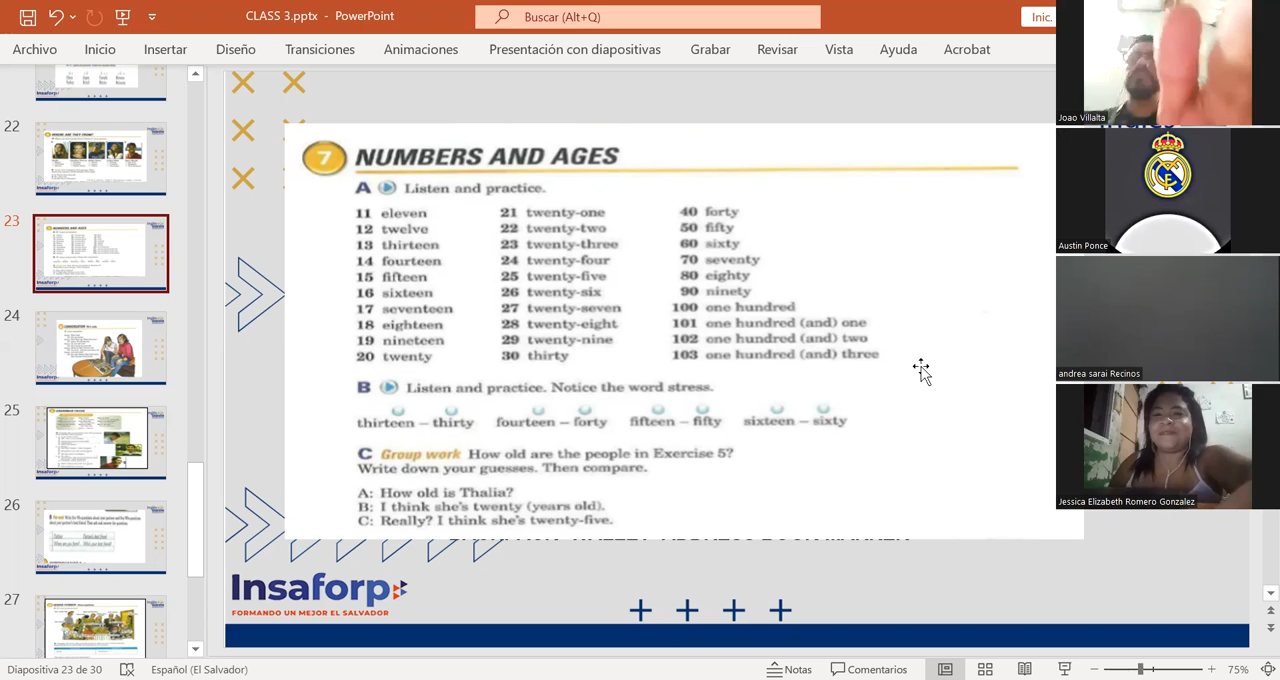 CLASS 3.pptx - PowerPoint
Buscar (Alt+Q)
Inic.
Archivo Inicio Insertar Diseño Transiciones Animaciones Presentación con diapositivas Grabar Revisar Vista Ayuda Acrobat
22
23
24
25
26
27
7 NUMBERS AND AGES
A Listen and practice.
11 eleven 21 twenty-one 40 forty
12 twelve 22 twenty-two 50 fifty
13 thirteen 23 twenty-three 60 sixty
14 fourteen 24 twenty-four 70 seventy
15 fifteen 25 twenty-five 80 eighty
16 sixteen 26 twenty-six 90 ninety
17 seventeen 27 twenty-seven 100 one hundred
18 eighteen 28 twenty-eight 101 one hundred (and) one
19 nineteen 29 twenty-nine 102 one hundred (and) two
20 twenty 30 thirty 103 one hundred (and) three
B Listen and practice. Notice the word stress.
thirteen – thirty fourteen – forty fifteen – fifty sixteen – sixty
C Group work How old are the people in Exercise 5?
Write down your guesses. Then compare.
A: How old is Thalia?
B: I think she's twenty (years old).
C: Really? I think she's twenty-five.
Insaforp
FORMANDO UN MEJOR EL SALVADOR
Joao Villalta
Austin Ponce
andrea sarai Recinos
Jessica Elizabeth Romero Gonzalez
Diapositiva 23 de 30 Español (El Salvador) Notas Comentarios 75%